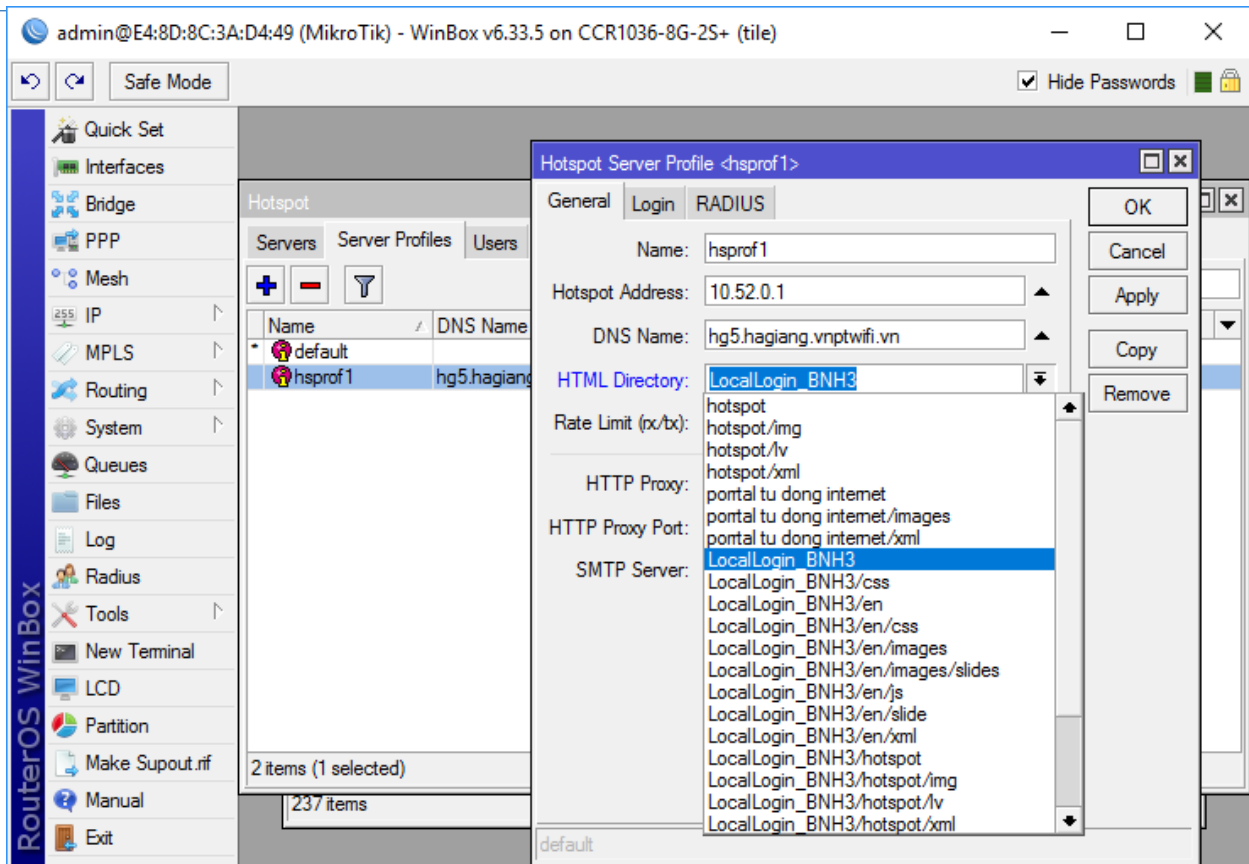 admin@E4:8D:8C:3A:D4:49 (MikroTik) - WinBox v6.33.5 on CCR1036-8G-2S+ (tile)
Safe Mode
Hide Passwords
RouterOS WinBox
Quick Set
Interfaces
Bridge
PPP
Mesh
255
IP
MPLS
Routing
System
Queues
Files
Log
Radius
Tools
New Terminal
LCD
Partition
Make Supout.rif
Manual
Exit
Hotspot
Servers Server Profiles Users
Name DNS Name
* default
hsprof1 hg5.hagiang
2 items (1 selected)
237 items
Hotspot Server Profile <hsprof1>
General Login RADIUS
Name: hsprof1
Hotspot Address: 10.52.0.1
DNS Name: hg5.hagiang.vnptwifi.vn
HTML Directory: LocalLogin_BNH3
Rate Limit (rx/tx):
HTTP Proxy:
HTTP Proxy Port:
SMTP Server:
hotspot
hotspot/img
hotspot/lv
hotspot/xml
portal tu dong internet
portal tu dong internet/images
portal tu dong internet/xml
LocalLogin_BNH3
LocalLogin_BNH3/css
LocalLogin_BNH3/en
LocalLogin_BNH3/en/css
LocalLogin_BNH3/en/images
LocalLogin_BNH3/en/images/slides
LocalLogin_BNH3/en/js
LocalLogin_BNH3/en/slide
LocalLogin_BNH3/en/xml
LocalLogin_BNH3/hotspot
LocalLogin_BNH3/hotspot/img
LocalLogin_BNH3/hotspot/lv
LocalLogin_BNH3/hotspot/xml
default
OK
Cancel
Apply
Copy
Remove